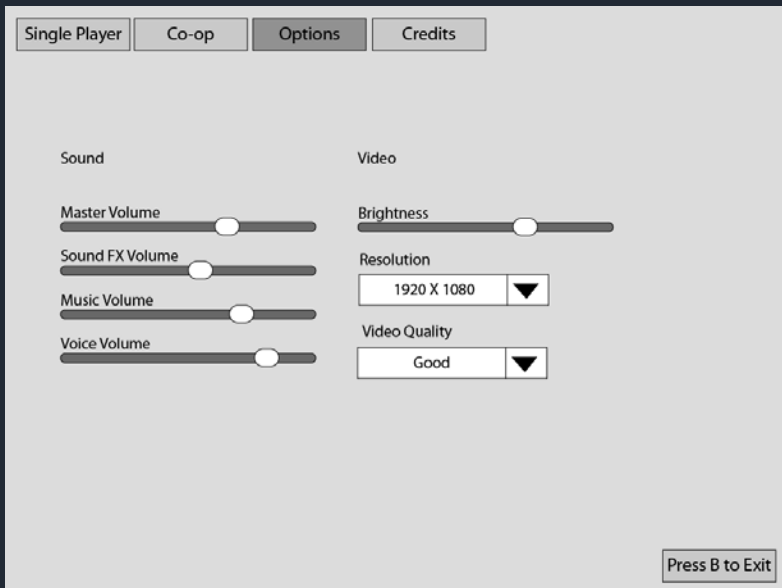 Single Player
Co-op
Options
Credits
Sound
Master Volume
Sound FX Volume
Music Volume
Voice Volume
Video
Brightness
Resolution
1920 X 1080
Video Quality
Good
Press B to Exit